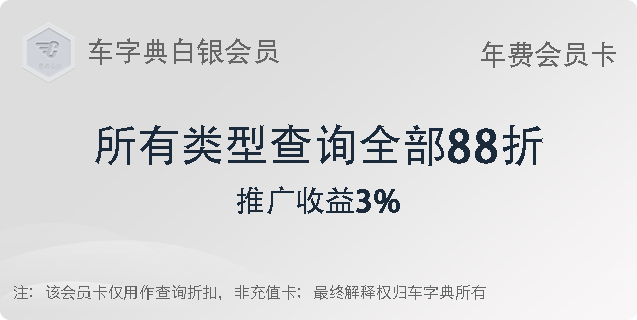 车字典白银会员
年费会员卡
所有类型查询全部88折
推广收益3%
注：该会员卡仅用作查询折扣，非充值卡；最终解释权归车字典所有